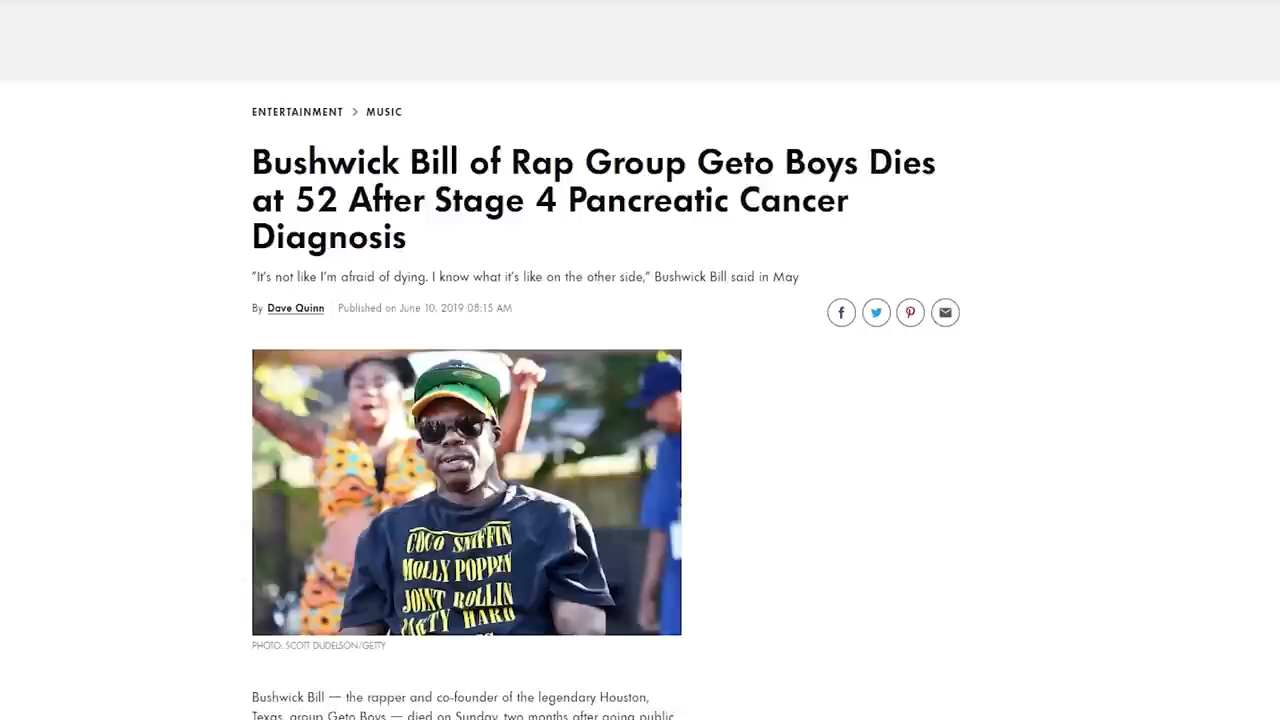 ENTERTAINMENT > MUSIC
Bushwick Bill of Rap Group Geto Boys Dies
at 52 After Stage 4 Pancreatic Cancer
Diagnosis
"It's not like I'm afraid of dying. I know what it's like on the other side," Bushwick Bill said in May
By Dave Quinn Published on June 10, 2019 08:15 AM
COCO SNIFFIN
MOLLY POPPIN
JOINT ROLLIN
PARTY HARD
PHOTO: SCOTT DUDELSON/GETTY
Bushwick Bill — the rapper and co-founder of the legendary Houston,
Texas, group Geto Boys — died on Sunday, two months after going public